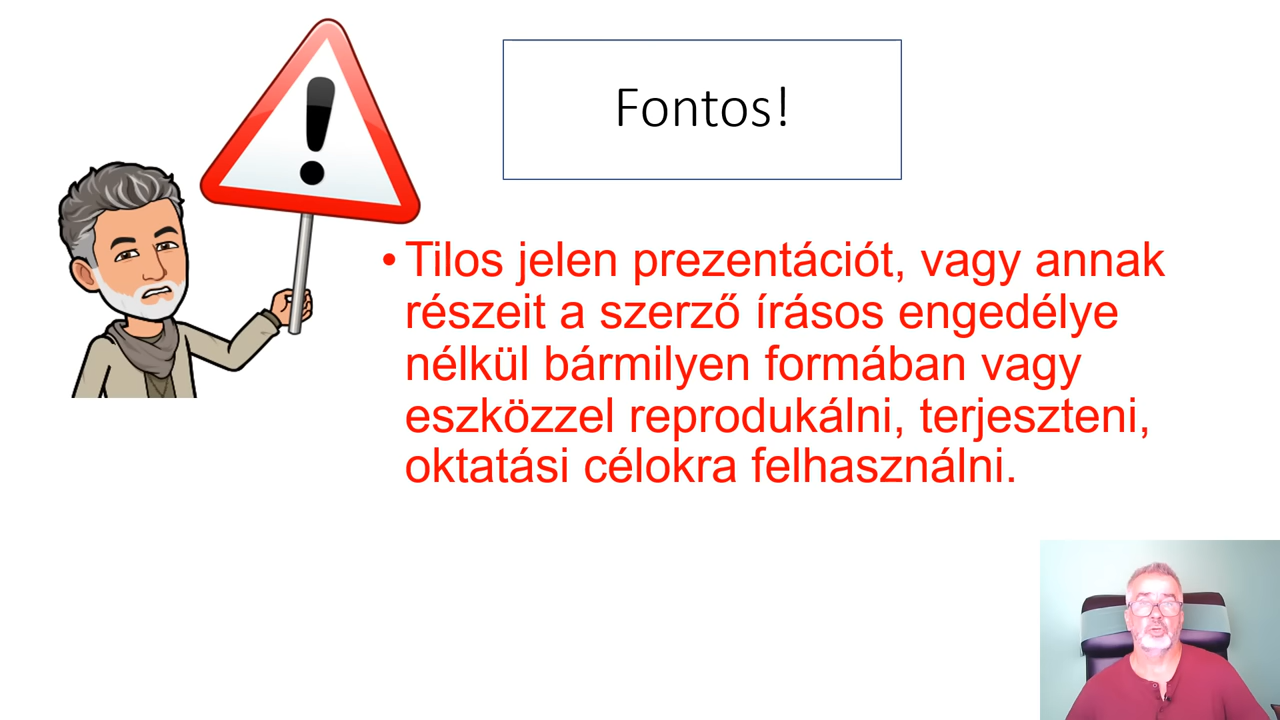 Fontos!
• Tilos jelen prezentációt, vagy annak
részeit a szerző írásos engedélye
nélkül bármilyen formában vagy
eszközzel reprodukálni, terjeszteni,
oktatási célokra felhasználni.